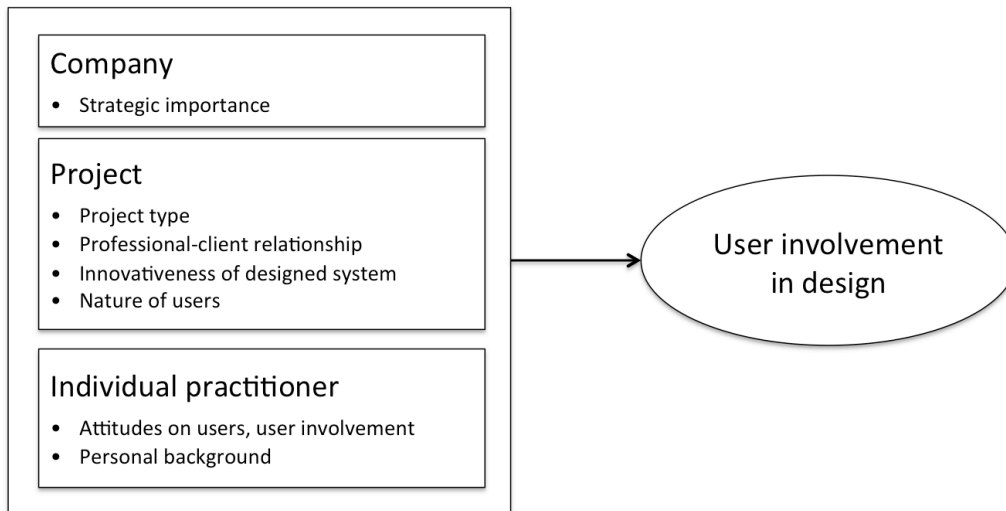 Company
• Strategic importance
Project
• Project type
• Professional-client relationship
• Innovativeness of designed system
• Nature of users
Individual practitioner
• Attitudes on users, user involvement
• Personal background
User involvement
in design